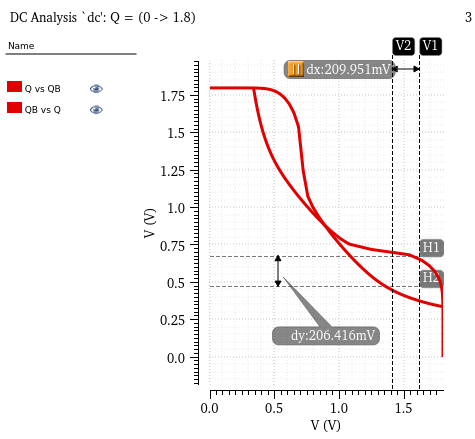 DC Analysis `dc': Q = (0 -> 1.8)
3
Name
Q vs QB
QB vs Q
V2
V1
dx:209.951mV
1.75
1.5
1.25
1.0
0.75
0.5
0.25
0.0
V (V)
H1
dy:206.416mV
0.0
0.5
1.0
1.5
V (V)